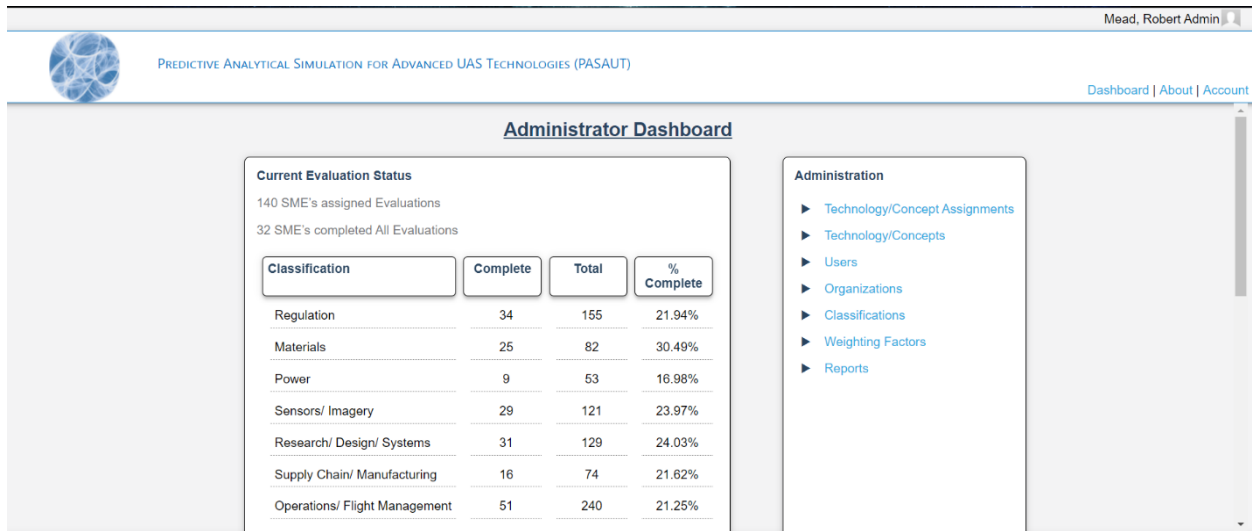 Mead, Robert Admin
PREDICTIVE ANALYTICAL SIMULATION FOR ADVANCED UAS TECHNOLOGIES (PASAUT)
Dashboard | About | Account
Administrator Dashboard
Current Evaluation Status
140 SME's assigned Evaluations
32 SME's completed All Evaluations
Classification Complete Total % Complete
Regulation 34 155 21.94%
Materials 25 82 30.49%
Power 9 53 16.98%
Sensors/ Imagery 29 121 23.97%
Research/ Design/ Systems 31 129 24.03%
Supply Chain/ Manufacturing 16 74 21.62%
Operations/ Flight Management 51 240 21.25%
Administration
Technology/Concept Assignments
Technology/Concepts
Users
Organizations
Classifications
Weighting Factors
Reports